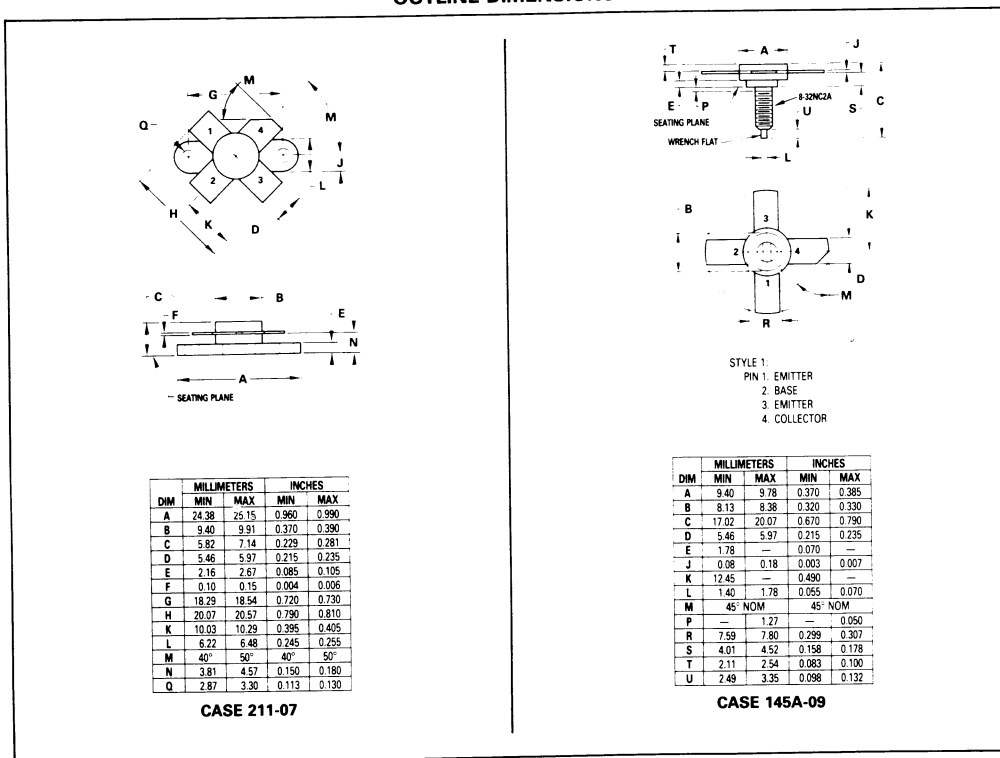 M
G
M
Q
1
4
J
2
3
L
H
K
D
C
B
F
E
N
A
SEATING PLANE
MILLIMETERS INCHES
DIM MIN MAX MIN MAX
A 24.38 25.15 0.960 0.990
B 9.40 9.91 0.370 0.390
C 5.82 7.14 0.229 0.281
D 5.46 5.97 0.215 0.235
E 2.16 2.67 0.085 0.105
F 0.10 0.15 0.004 0.006
G 18.29 18.54 0.720 0.730
H 20.07 20.57 0.790 0.810
K 10.03 10.29 0.395 0.405
L 6.22 6.48 0.245 0.255
M 40° 50° 40° 50°
N 3.81 4.57 0.150 0.180
Q 2.87 3.30 0.113 0.130
CASE 211-07
T
A
J
E
P
8-32NC2A
U
S
C
SEATING PLANE
WRENCH FLAT
L
B
K
3
2
4
1
D
M
R
STYLE 1:
PIN 1. EMITTER
2. BASE
3. EMITTER
4. COLLECTOR
MILLIMETERS INCHES
DIM MIN MAX MIN MAX
A 9.40 9.78 0.370 0.385
B 8.13 8.38 0.320 0.330
C 17.02 20.07 0.670 0.790
D 5.46 5.97 0.215 0.235
E 1.78 — 0.070 —
J 0.08 0.18 0.003 0.007
K 12.45 — 0.490 —
L 1.40 1.78 0.055 0.070
M 45° NOM 45° NOM
P — 1.27 — 0.050
R 7.59 7.80 0.299 0.307
S 4.01 4.52 0.158 0.178
T 2.11 2.54 0.083 0.100
U 2.49 3.35 0.098 0.132
CASE 145A-09